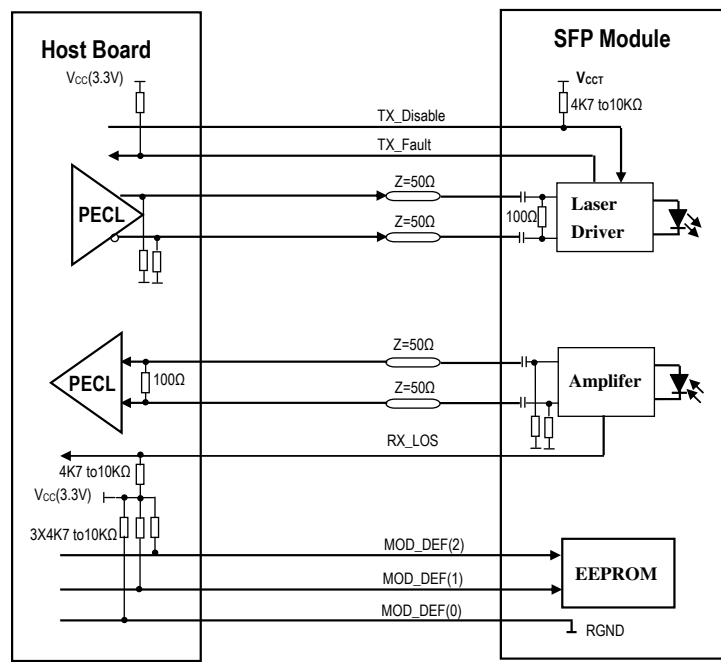 Host Board
SFP Module
VCC(3.3V)
VCCT
4K7 to10KΩ
TX_Disable
TX_Fault
Z=50Ω
PECL
100Ω
Laser
Driver
Z=50Ω
Z=50Ω
PECL
100Ω
Z=50Ω
Amplifer
RX_LOS
4K7 to10KΩ
VCC(3.3V)
3X4K7 to10KΩ
MOD_DEF(2)
EEPROM
MOD_DEF(1)
MOD_DEF(0)
RGND